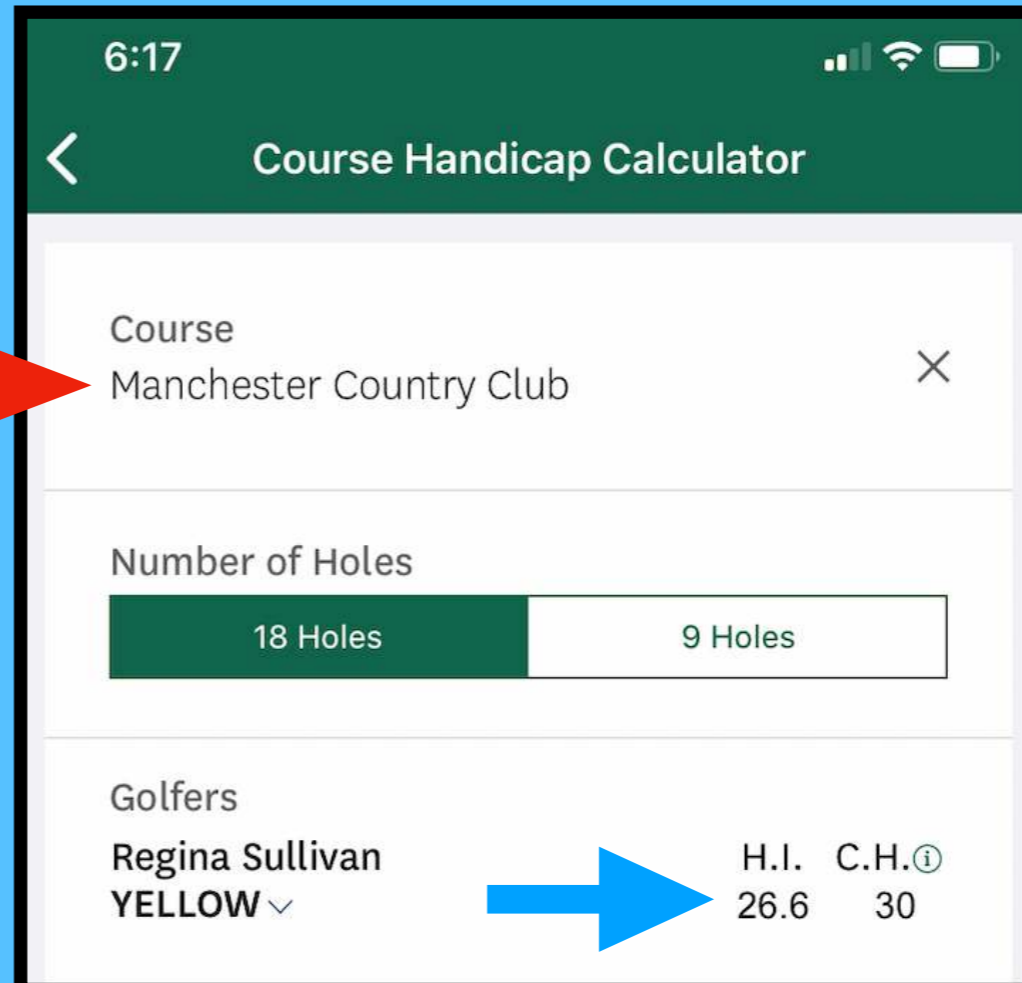 6:17
Course Handicap Calculator
Course
Manchester Country Club
Number of Holes
18 Holes 9 Holes
Golfers
Regina Sullivan H.I. C.H.
YELLOW 26.6 30